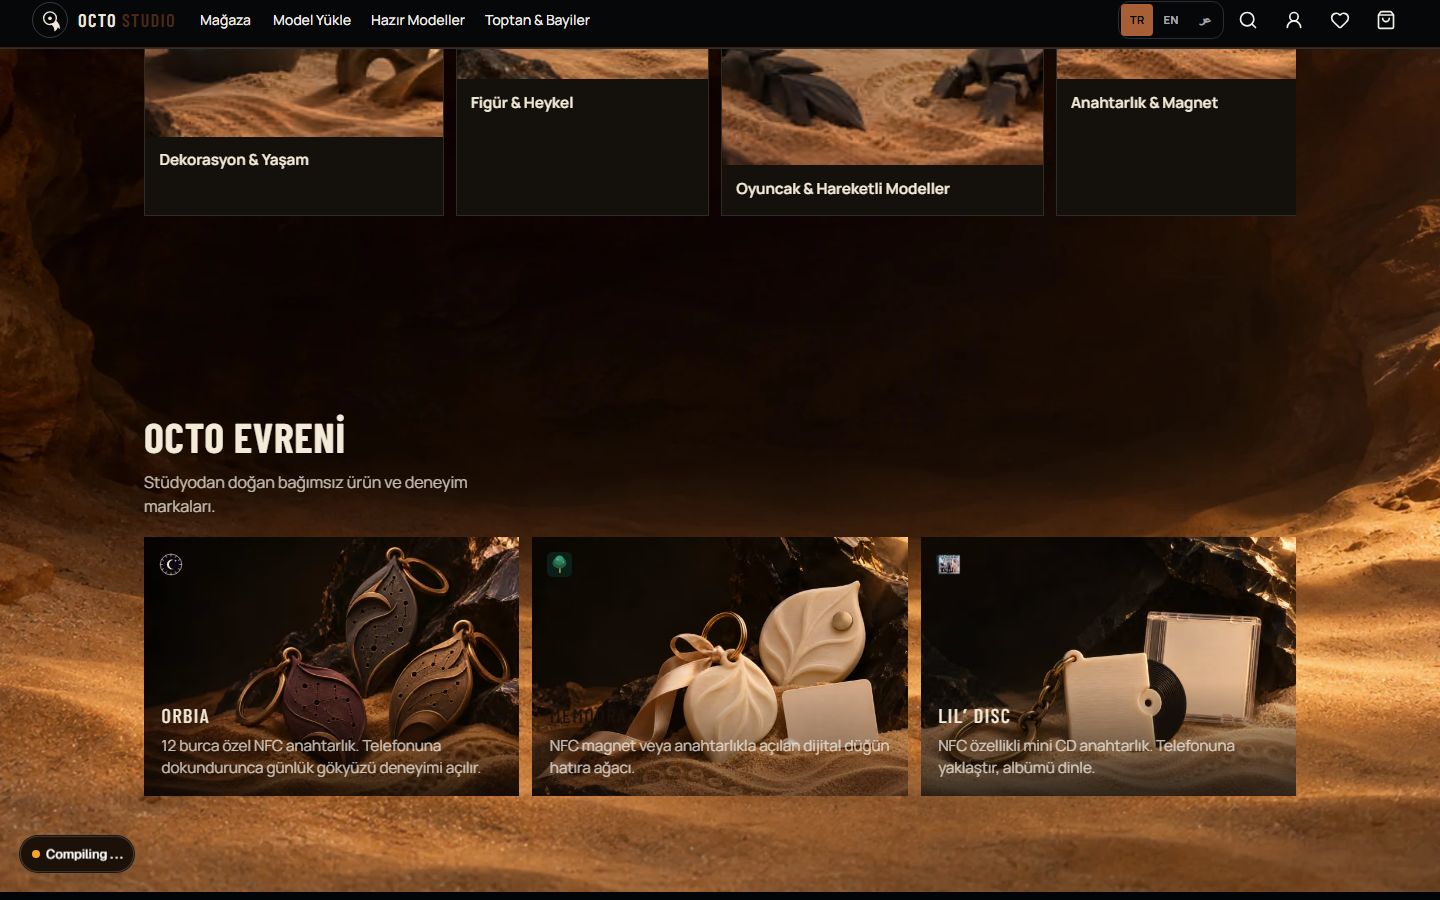 OCTO STUDIO
Mağaza
Model Yükle
Hazır Modeller
Toptan & Bayiler
TR
EN
عر
Dekorasyon & Yaşam
Figür & Heykel
Oyuncak & Hareketli Modeller
Anahtarlık & Magnet
OCTO EVRENİ
Stüdyodan doğan bağımsız ürün ve deneyim
markaları.
ORBIA
12 burca özel NFC anahtarlık. Telefonuna
dokundurunca günlük gökyüzü deneyimi açılır.
NFC magnet veya anahtarlıkla açılan dijital düğün
hatıra ağacı.
LIL’ DISC
NFC özellikli mini CD anahtarlık. Telefonuna
yaklaştır, albümü dinle.
Compiling ...